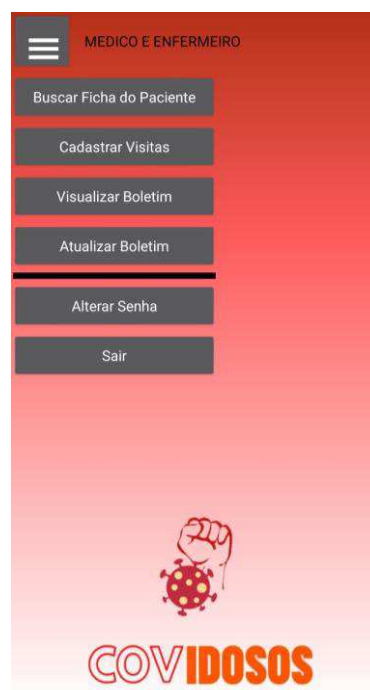 MEDICO E ENFERMEIRO
Buscar Ficha do Paciente
Cadastrar Visitas
Visualizar Boletim
Atualizar Boletim
Alterar Senha
Sair
COVIDOSOS